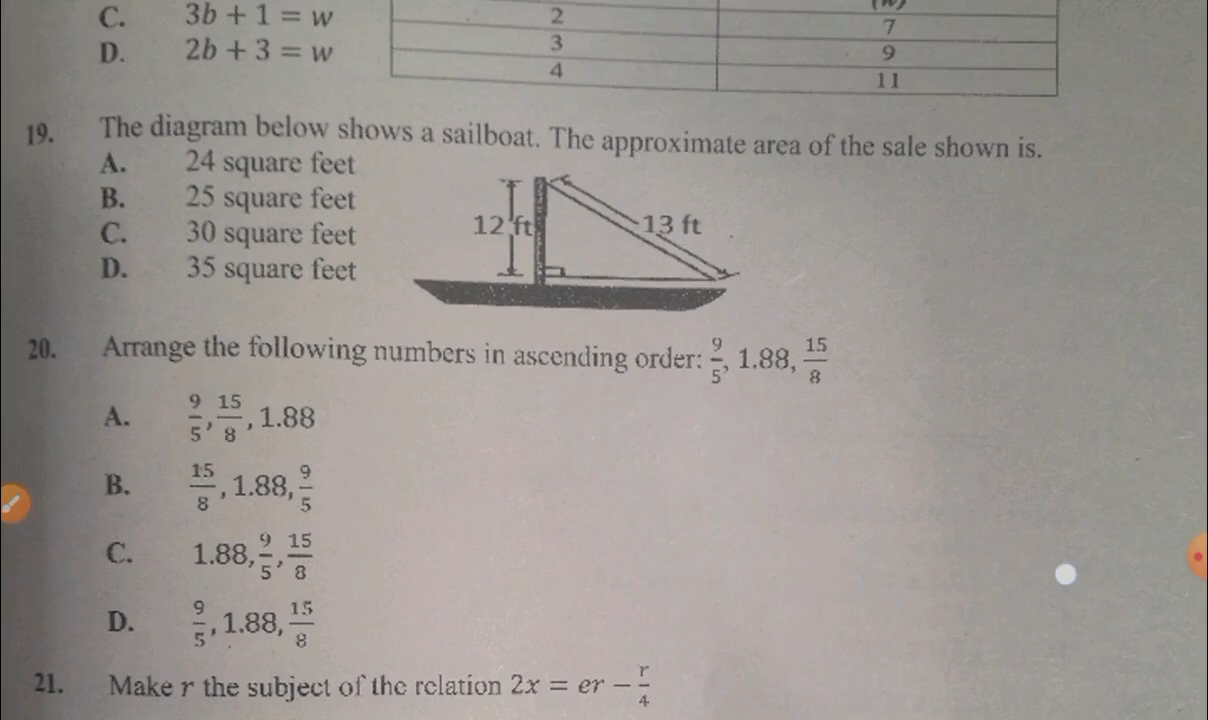 (w)
C. 3b + 1 = w
2 7
D. 2b + 3 = w
3 9
4 11
19. The diagram below shows a sailboat. The approximate area of the sale shown is.
A. 24 square feet
B. 25 square feet
C. 30 square feet
D. 35 square feet
12 ft
13 ft
20. Arrange the following numbers in ascending order: 9/5, 1.88, 15/8
A. 9/5, 15/8, 1.88
B. 15/8, 1.88, 9/5
C. 1.88, 9/5, 15/8
D. 9/5, 1.88, 15/8
21. Make r the subject of the relation 2x = er − r/4